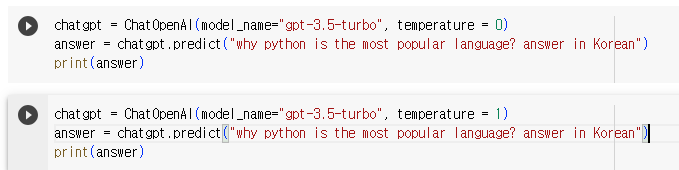 chatgpt = ChatOpenAI(model_name="gpt-3.5-turbo", temperature = 0)
answer = chatgpt.predict("why python is the most popular language? answer in Korean")
print(answer)
chatgpt = ChatOpenAI(model_name="gpt-3.5-turbo", temperature = 1)
answer = chatgpt.predict("why python is the most popular language? answer in Korean")
print(answer)